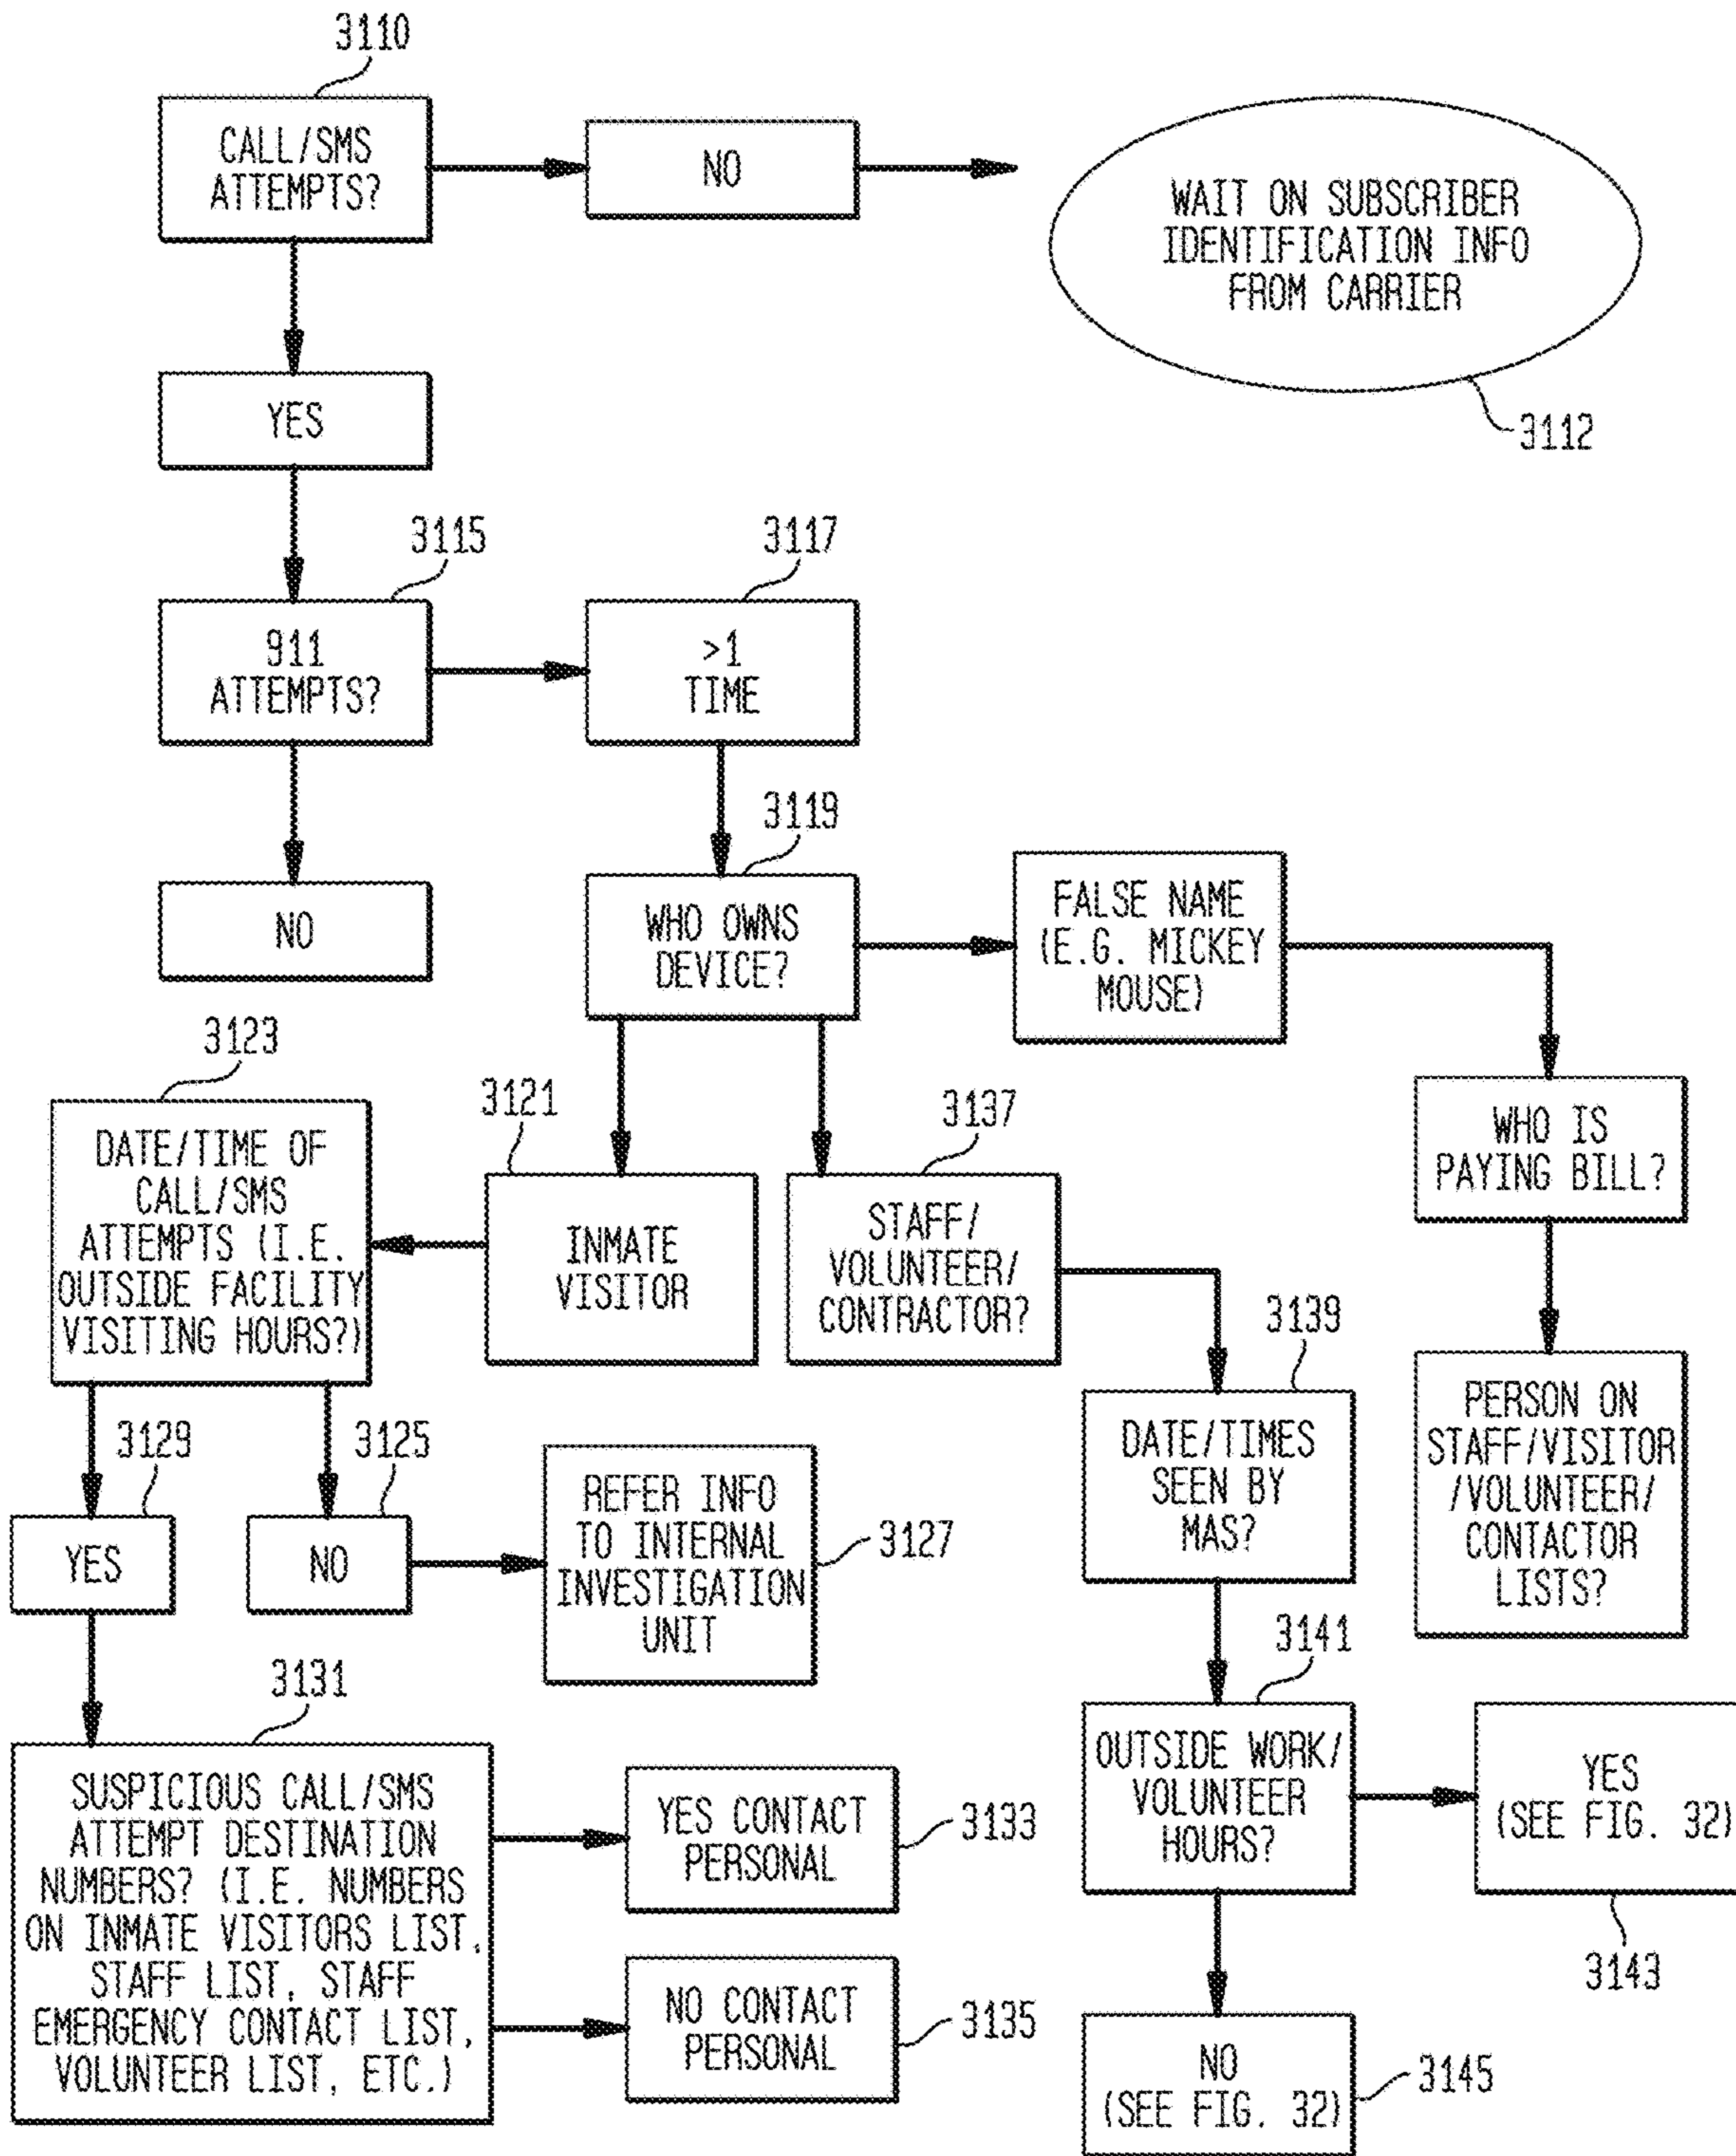 3110
CALL/SMS
ATTEMPTS?
NO
WAIT ON SUBSCRIBER
IDENTIFICATION INFO
FROM CARRIER
3112
YES
3115
911
ATTEMPTS?
3117
>1
TIME
NO
3119
WHO OWNS
DEVICE?
FALSE NAME
(E.G. MICKEY
MOUSE)
WHO IS
PAYING BILL?
PERSON ON
STAFF/VISITOR
/VOLUNTEER/
CONTACTOR
LISTS?
3123
DATE/TIME OF
CALL/SMS
ATTEMPTS (I.E.
OUTSIDE FACILITY
VISITING HOURS?)
3121
INMATE
VISITOR
3137
STAFF/
VOLUNTEER/
CONTRACTOR?
3139
DATE/TIMES
SEEN BY
MAS?
3129
YES
3125
NO
REFER INFO
TO INTERNAL
INVESTIGATION
UNIT
3127
3131
SUSPICIOUS CALL/SMS
ATTEMPT DESTINATION
NUMBERS? (I.E. NUMBERS
ON INMATE VISITORS LIST,
STAFF LIST, STAFF
EMERGENCY CONTACT LIST,
VOLUNTEER LIST, ETC.)
YES CONTACT
PERSONAL
3133
NO CONTACT
PERSONAL
3135
3141
OUTSIDE WORK/
VOLUNTEER
HOURS?
YES
(SEE FIG. 32)
3143
NO
(SEE FIG. 32)
3145